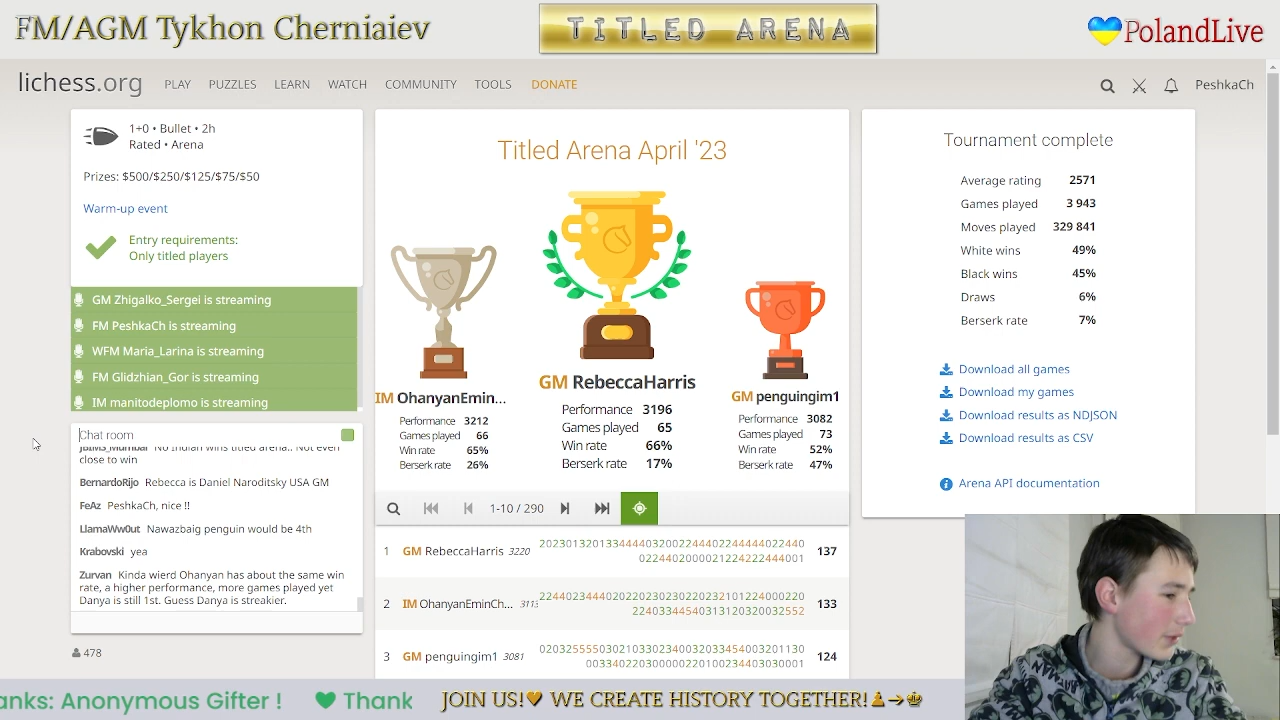 FM/AGM Tykhon Cherniaiev
TITLED ARENA
PolandLive
lichess.org
PLAY PUZZLES LEARN WATCH COMMUNITY TOOLS DONATE
PeshkaCh
1+0 • Bullet • 2h
Rated • Arena
Prizes: $500/$250/$125/$75/$50
Warm-up event
Entry requirements:
Only titled players
GM Zhigalko_Sergei is streaming
FM PeshkaCh is streaming
WFM Maria_Larina is streaming
FM Glidzhian_Gor is streaming
IM manitodeplomo is streaming
Chat room
No Indian wins titled arena.. Not even
close to win
BernardoRijo Rebecca is Daniel Naroditsky USA GM
FeAz PeshkaCh, nice !!
LlamaWw0ut Nawazbaig penguin would be 4th
Krabovski yea
Zurvan Kinda wierd Ohanyan has about the same win
rate, a higher performance, more games played yet
Danya is still 1st. Guess Danya is streakier.
478
Titled Arena April '23
IM OhanyanEmin...
Performance 3212
Games played 66
Win rate 65%
Berserk rate 26%
GM RebeccaHarris
Performance 3196
Games played 65
Win rate 66%
Berserk rate 17%
GM penguingim1
Performance 3082
Games played 73
Win rate 52%
Berserk rate 47%
1-10 / 290
1 GM RebeccaHarris 3220
137
2 IM OhanyanEminCh...
133
3 GM penguingim1 3081
124
Tournament complete
Average rating 2571
Games played 3 943
Moves played 329 841
White wins 49%
Black wins 45%
Draws 6%
Berserk rate 7%
Download all games
Download my games
Download results as NDJSON
Download results as CSV
Arena API documentation
anks: Anonymous Gifter ! Thank
JOIN US! WE CREATE HISTORY TOGETHER!